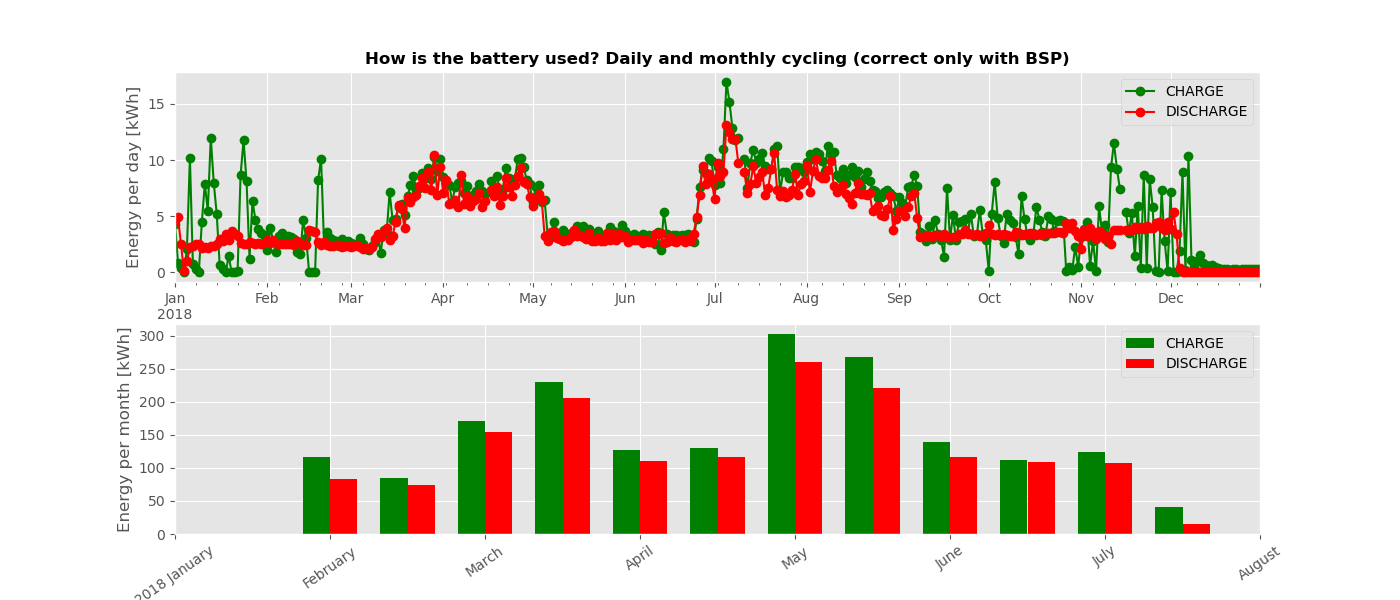 How is the battery used? Daily and monthly cycling (correct only with BSP)
Energy per day [kWh]
15
10
5
0
CHARGE
DISCHARGE
Jan Feb Mar Apr May Jun Jul Aug Sep Oct Nov Dec
2018
Energy per month [kWh]
300
250
200
150
100
50
0
CHARGE
DISCHARGE
2018 January February March April May June July August